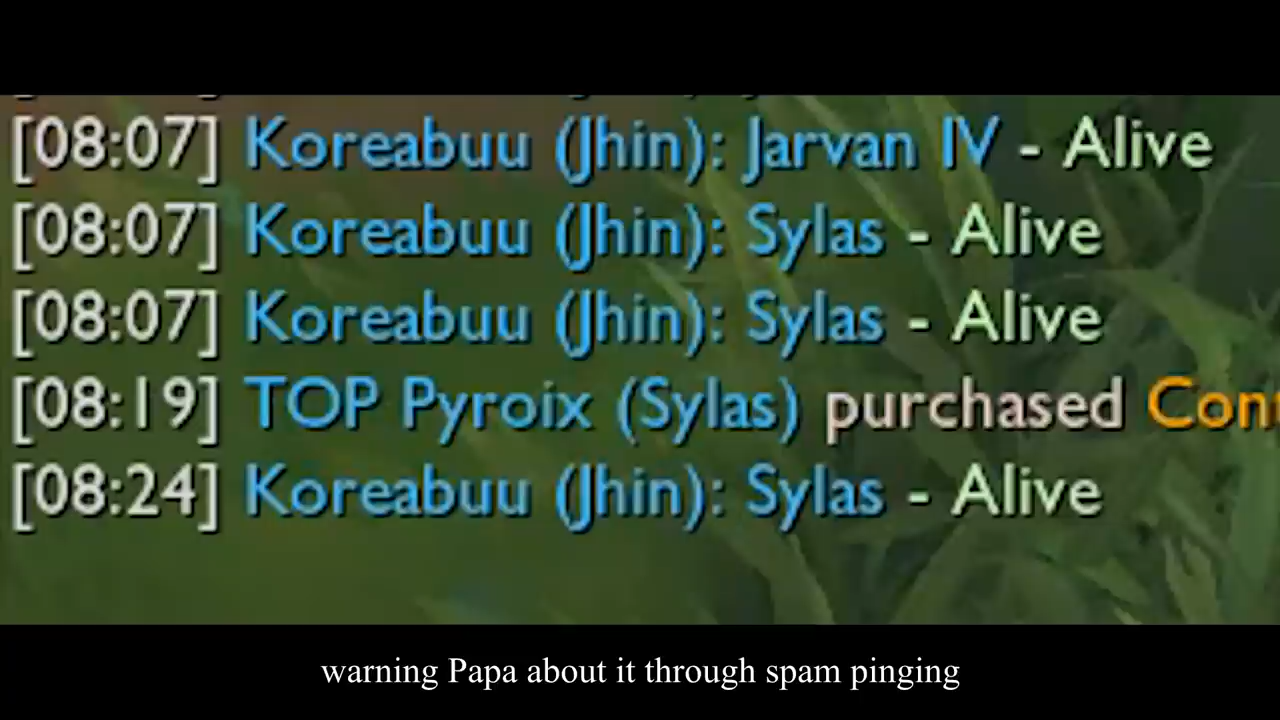 [08:07] Koreabuu (Jhin): Jarvan IV - Alive
[08:07] Koreabuu (Jhin): Sylas - Alive
[08:07] Koreabuu (Jhin): Sylas - Alive
[08:19] TOP Pyroix (Sylas) purchased
[08:24] Koreabuu (Jhin): Sylas - Alive
warning Papa about it through spam pinging